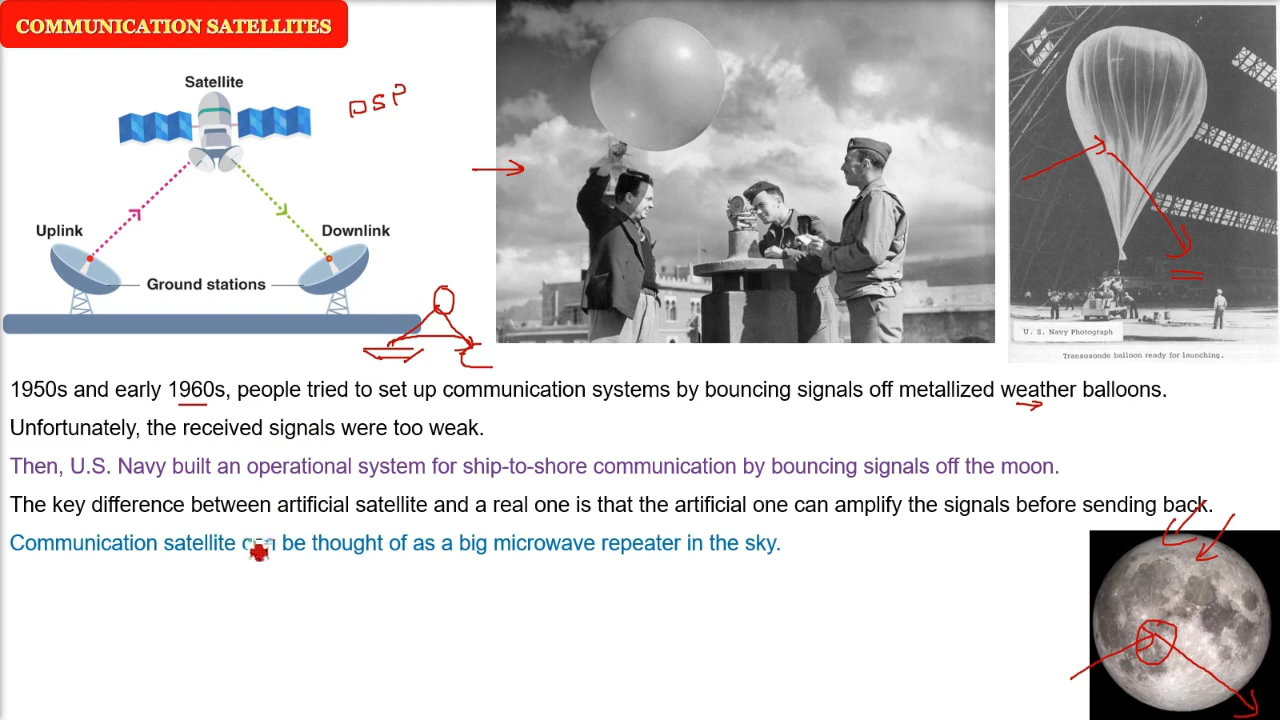 COMMUNICATION SATELLITES
Satellite
DSP
Uplink
Downlink
Ground stations
U. S. Navy Photograph
Transosonde balloon ready for launching.
1950s and early 1960s, people tried to set up communication systems by bouncing signals off metallized weather balloons.
Unfortunately, the received signals were too weak.
Then, U.S. Navy built an operational system for ship-to-shore communication by bouncing signals off the moon.
The key difference between artificial satellite and a real one is that the artificial one can amplify the signals before sending back.
Communication satellite can be thought of as a big microwave repeater in the sky.